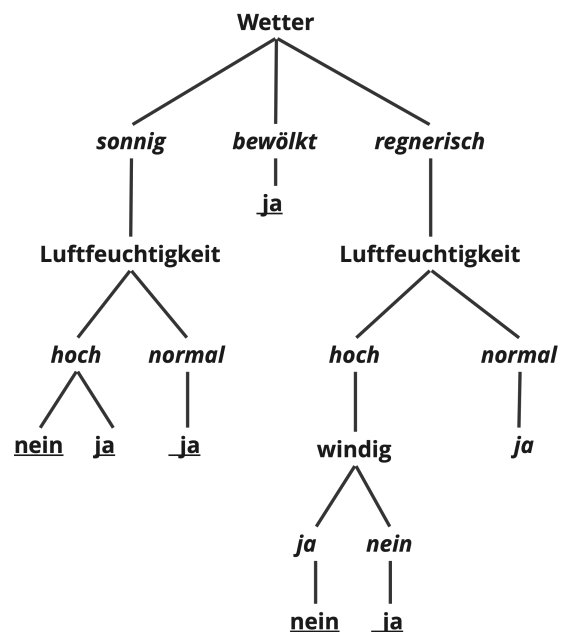 Wetter
sonnig bewölkt regnerisch
ja
Luftfeuchtigkeit Luftfeuchtigkeit
hoch normal hoch normal
nein ja ja windig ja
ja nein
nein ja